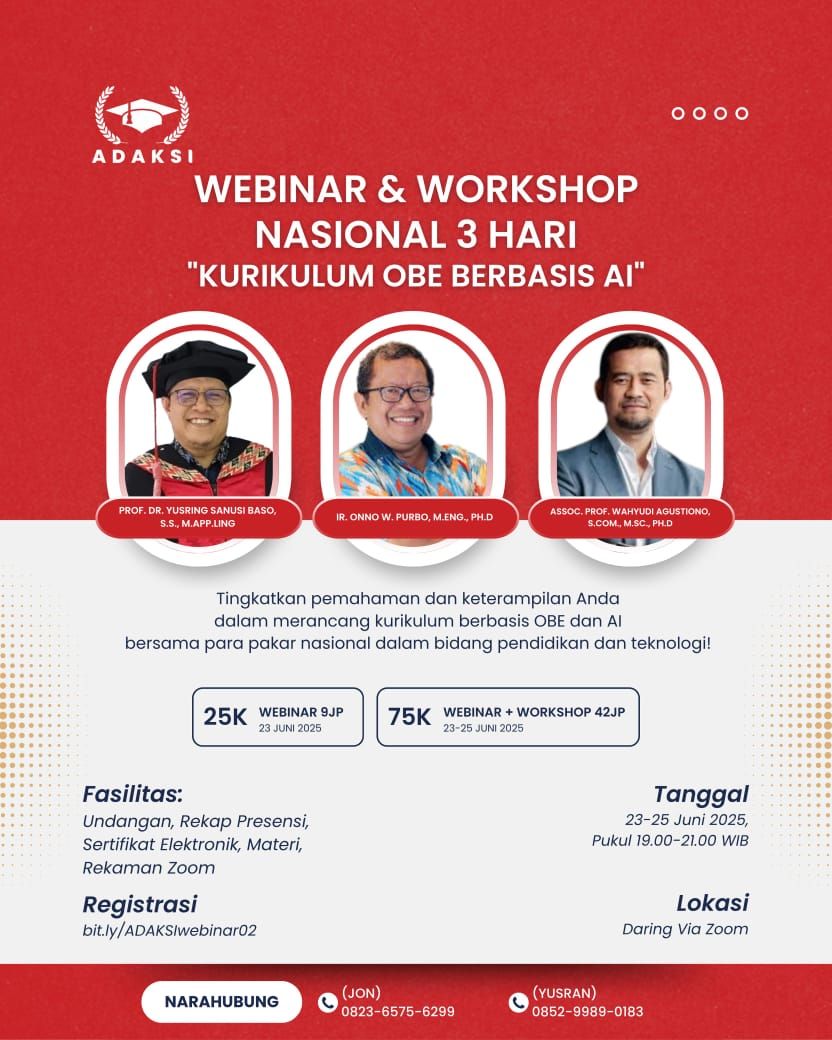 ADAKSI
WEBINAR & WORKSHOP
NASIONAL 3 HARI
"KURIKULUM OBE BERBASIS AI"
PROF. DR. YUSRING SANUSI BASO,
S.S., M.APP.LING
IR. ONNO W. PURBO, M.ENG., PH.D
ASSOC. PROF. WAHYUDI AGUSTIONO,
S.COM., M.SC., PH.D
Tingkatkan pemahaman dan keterampilan Anda
dalam merancang kurikulum berbasis OBE dan AI
bersama para pakar nasional dalam bidang pendidikan dan teknologi!
25K WEBINAR 9JP
23 JUNI 2025
75K WEBINAR + WORKSHOP 42JP
23-25 JUNI 2025
Fasilitas:
Undangan, Rekap Presensi,
Sertifikat Elektronik, Materi,
Rekaman Zoom
Tanggal
23-25 Juni 2025,
Pukul 19.00-21.00 WIB
Registrasi
bit.ly/ADAKSIwebinar02
Lokasi
Daring Via Zoom
NARAHUBUNG
(JON)
0823-6575-6299
(YUSRAN)
0852-9989-0183